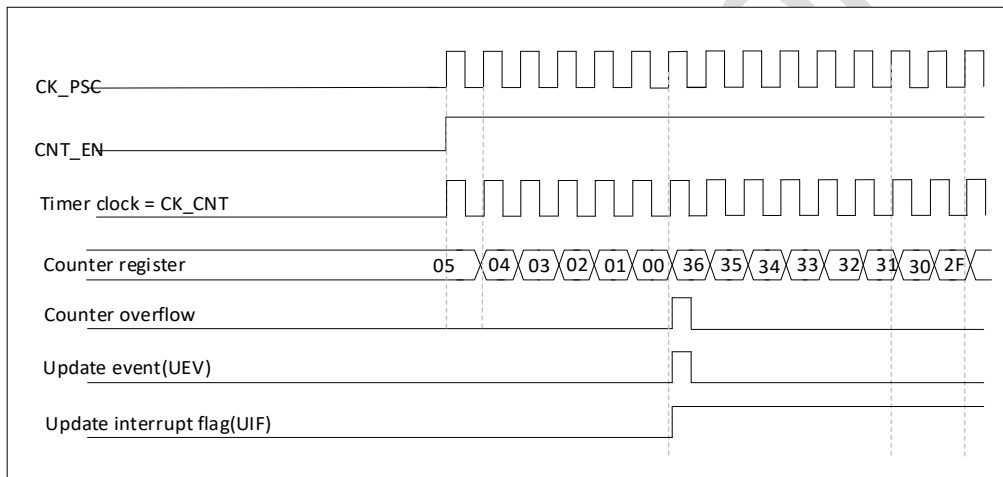 CK_PSC
CNT_EN
Timer clock = CK_CNT
Counter register 05 04 03 02 01 00 36 35 34 33 32 31 30 2F
Counter overflow
Update event(UEV)
Update interrupt flag(UIF)